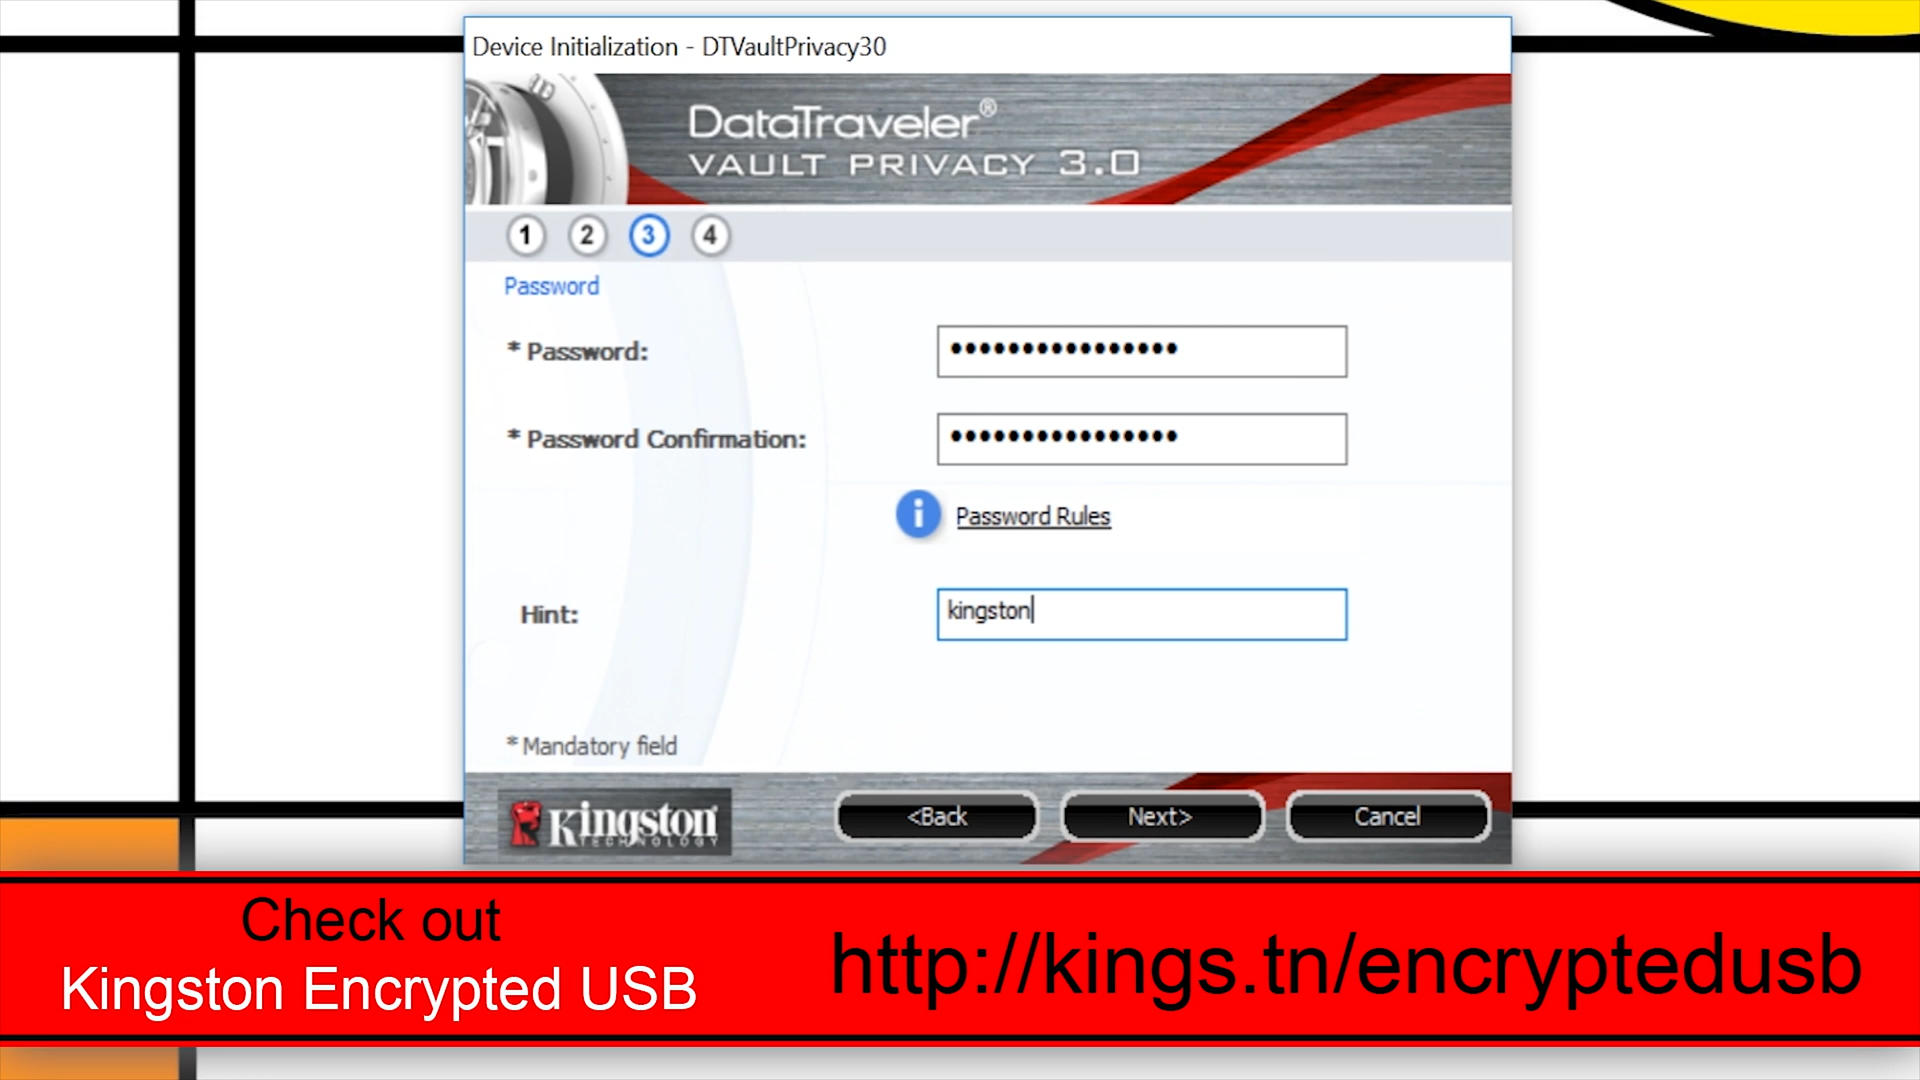 Device Initialization - DTVaultPrivacy30
DataTraveler®
VAULT PRIVACY 3.0
1 2 3 4
Password
* Password: ••••••••••••••••
* Password Confirmation: ••••••••••••••••
i Password Rules
Hint: kingston
* Mandatory field
Kingston
TECHNOLOGY
<Back Next> Cancel
Check out
Kingston Encrypted USB
http://kings.tn/encryptedusb